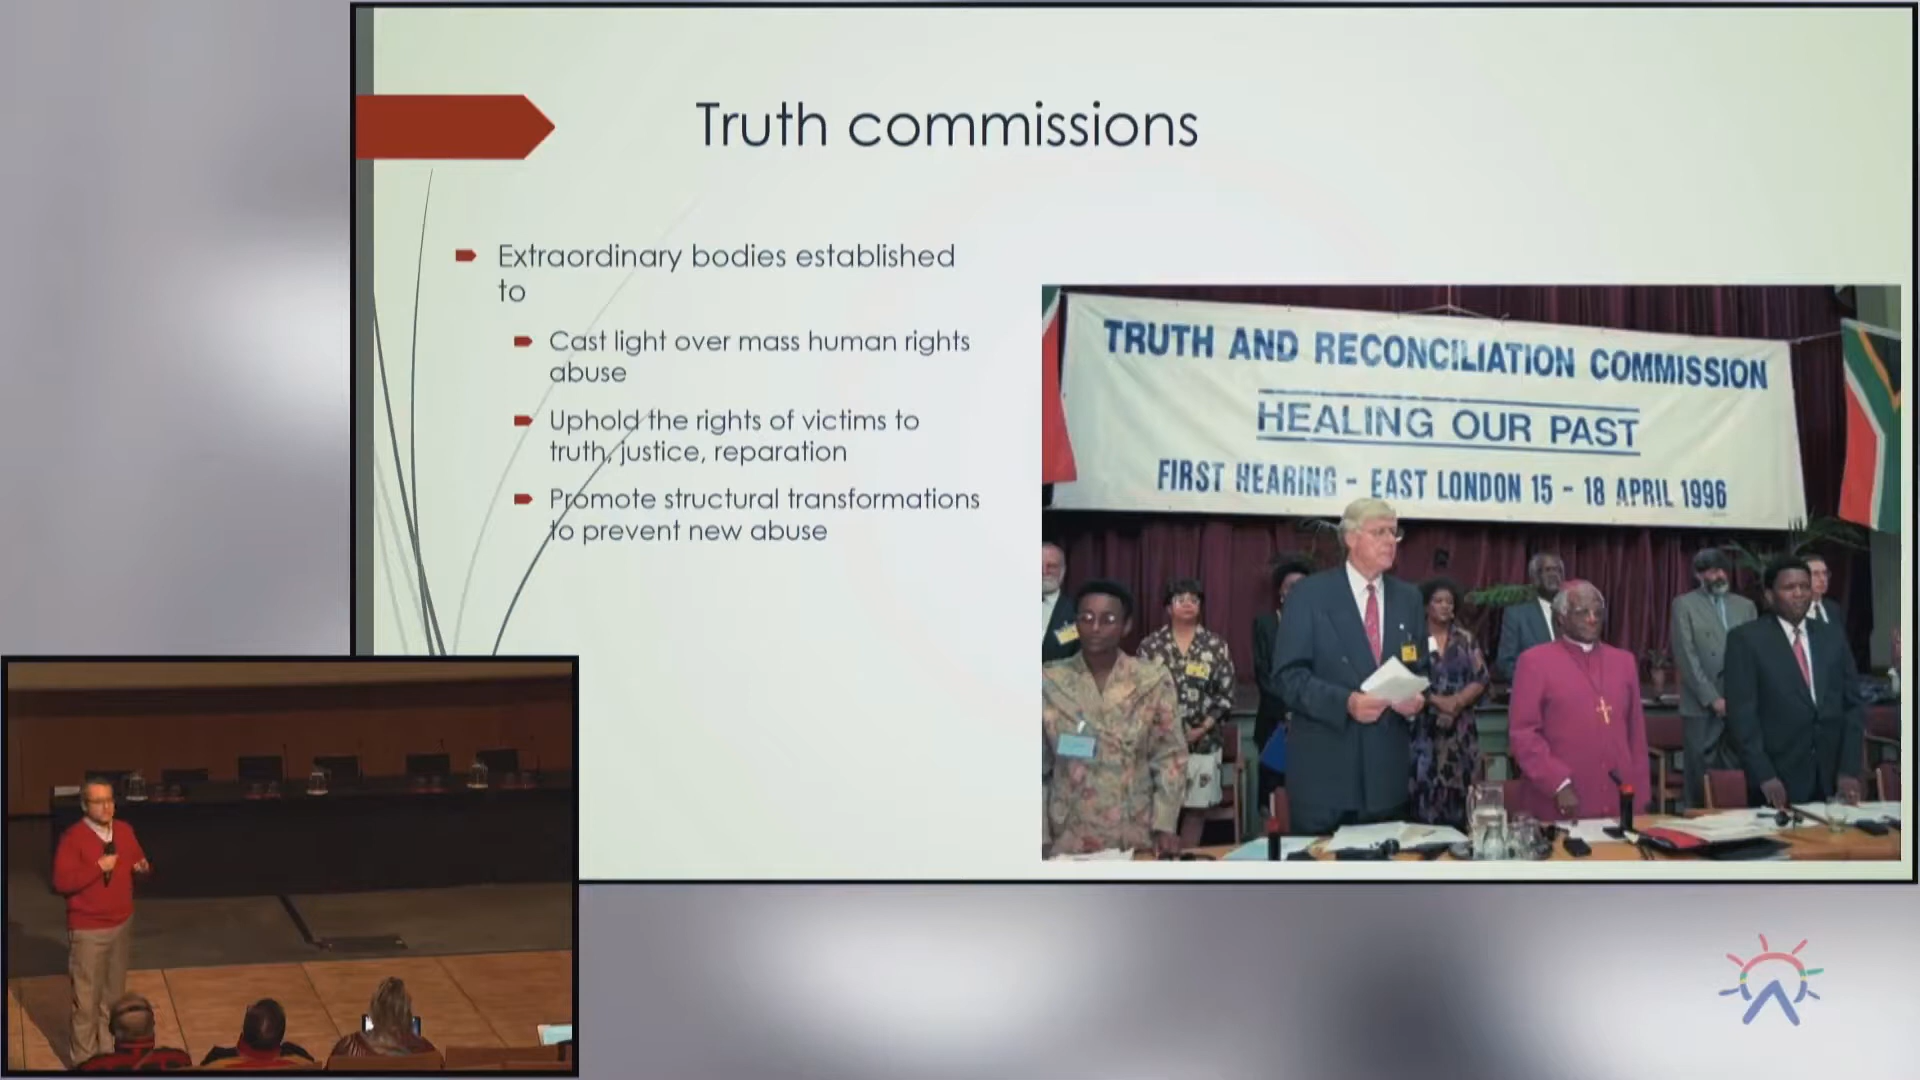 Truth commissions
Extraordinary bodies established
to
Cast light over mass human rights
abuse
Uphold the rights of victims to
truth, justice, reparation
Promote structural transformations
to prevent new abuse
TRUTH AND RECONCILIATION COMMISSION
HEALING OUR PAST
FIRST HEARING - EAST LONDON 15 - 18 APRIL 1996